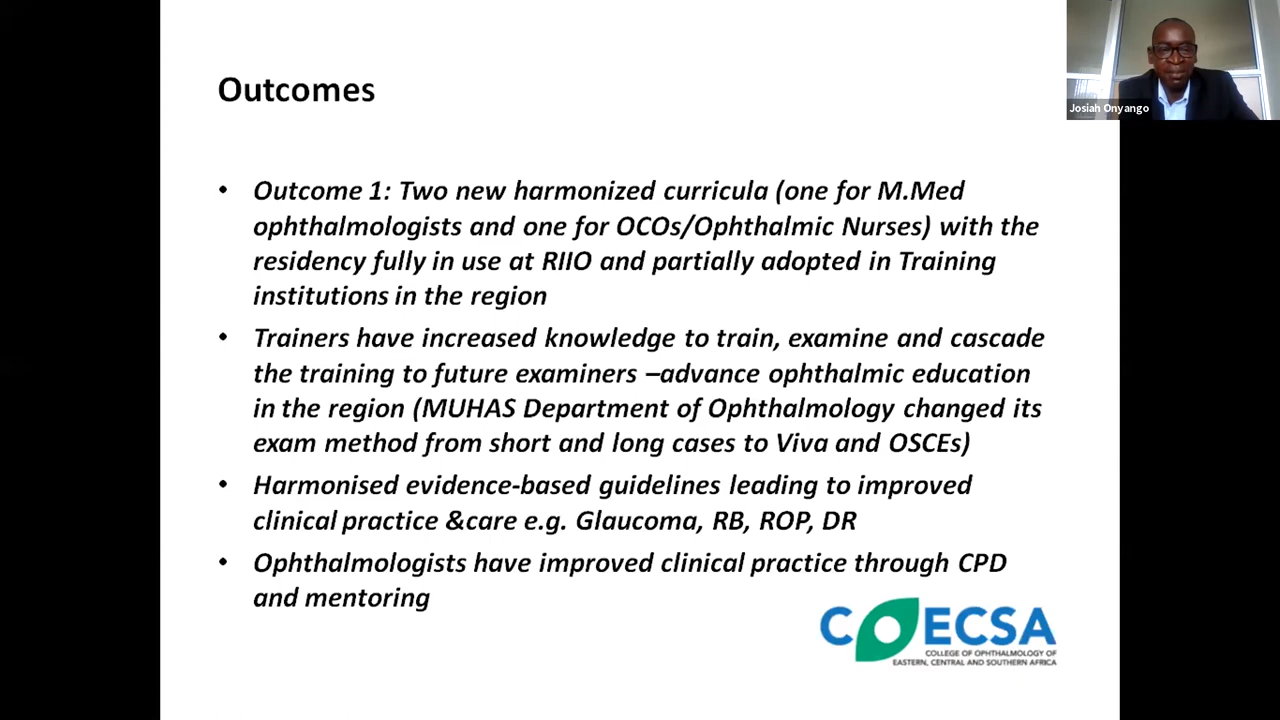 Outcomes
Josiah Onyango
• Outcome 1: Two new harmonized curricula (one for M.Med
ophthalmologists and one for OCOs/Ophthalmic Nurses) with the
residency fully in use at RIIO and partially adopted in Training
institutions in the region
• Trainers have increased knowledge to train, examine and cascade
the training to future examiners –advance ophthalmic education
in the region (MUHAS Department of Ophthalmology changed its
exam method from short and long cases to Viva and OSCEs)
• Harmonised evidence-based guidelines leading to improved
clinical practice &care e.g. Glaucoma, RB, ROP, DR
• Ophthalmologists have improved clinical practice through CPD
and mentoring
COECSA
COLLEGE OF OPHTHALMOLOGY OF
EASTERN, CENTRAL AND SOUTHERN AFRICA